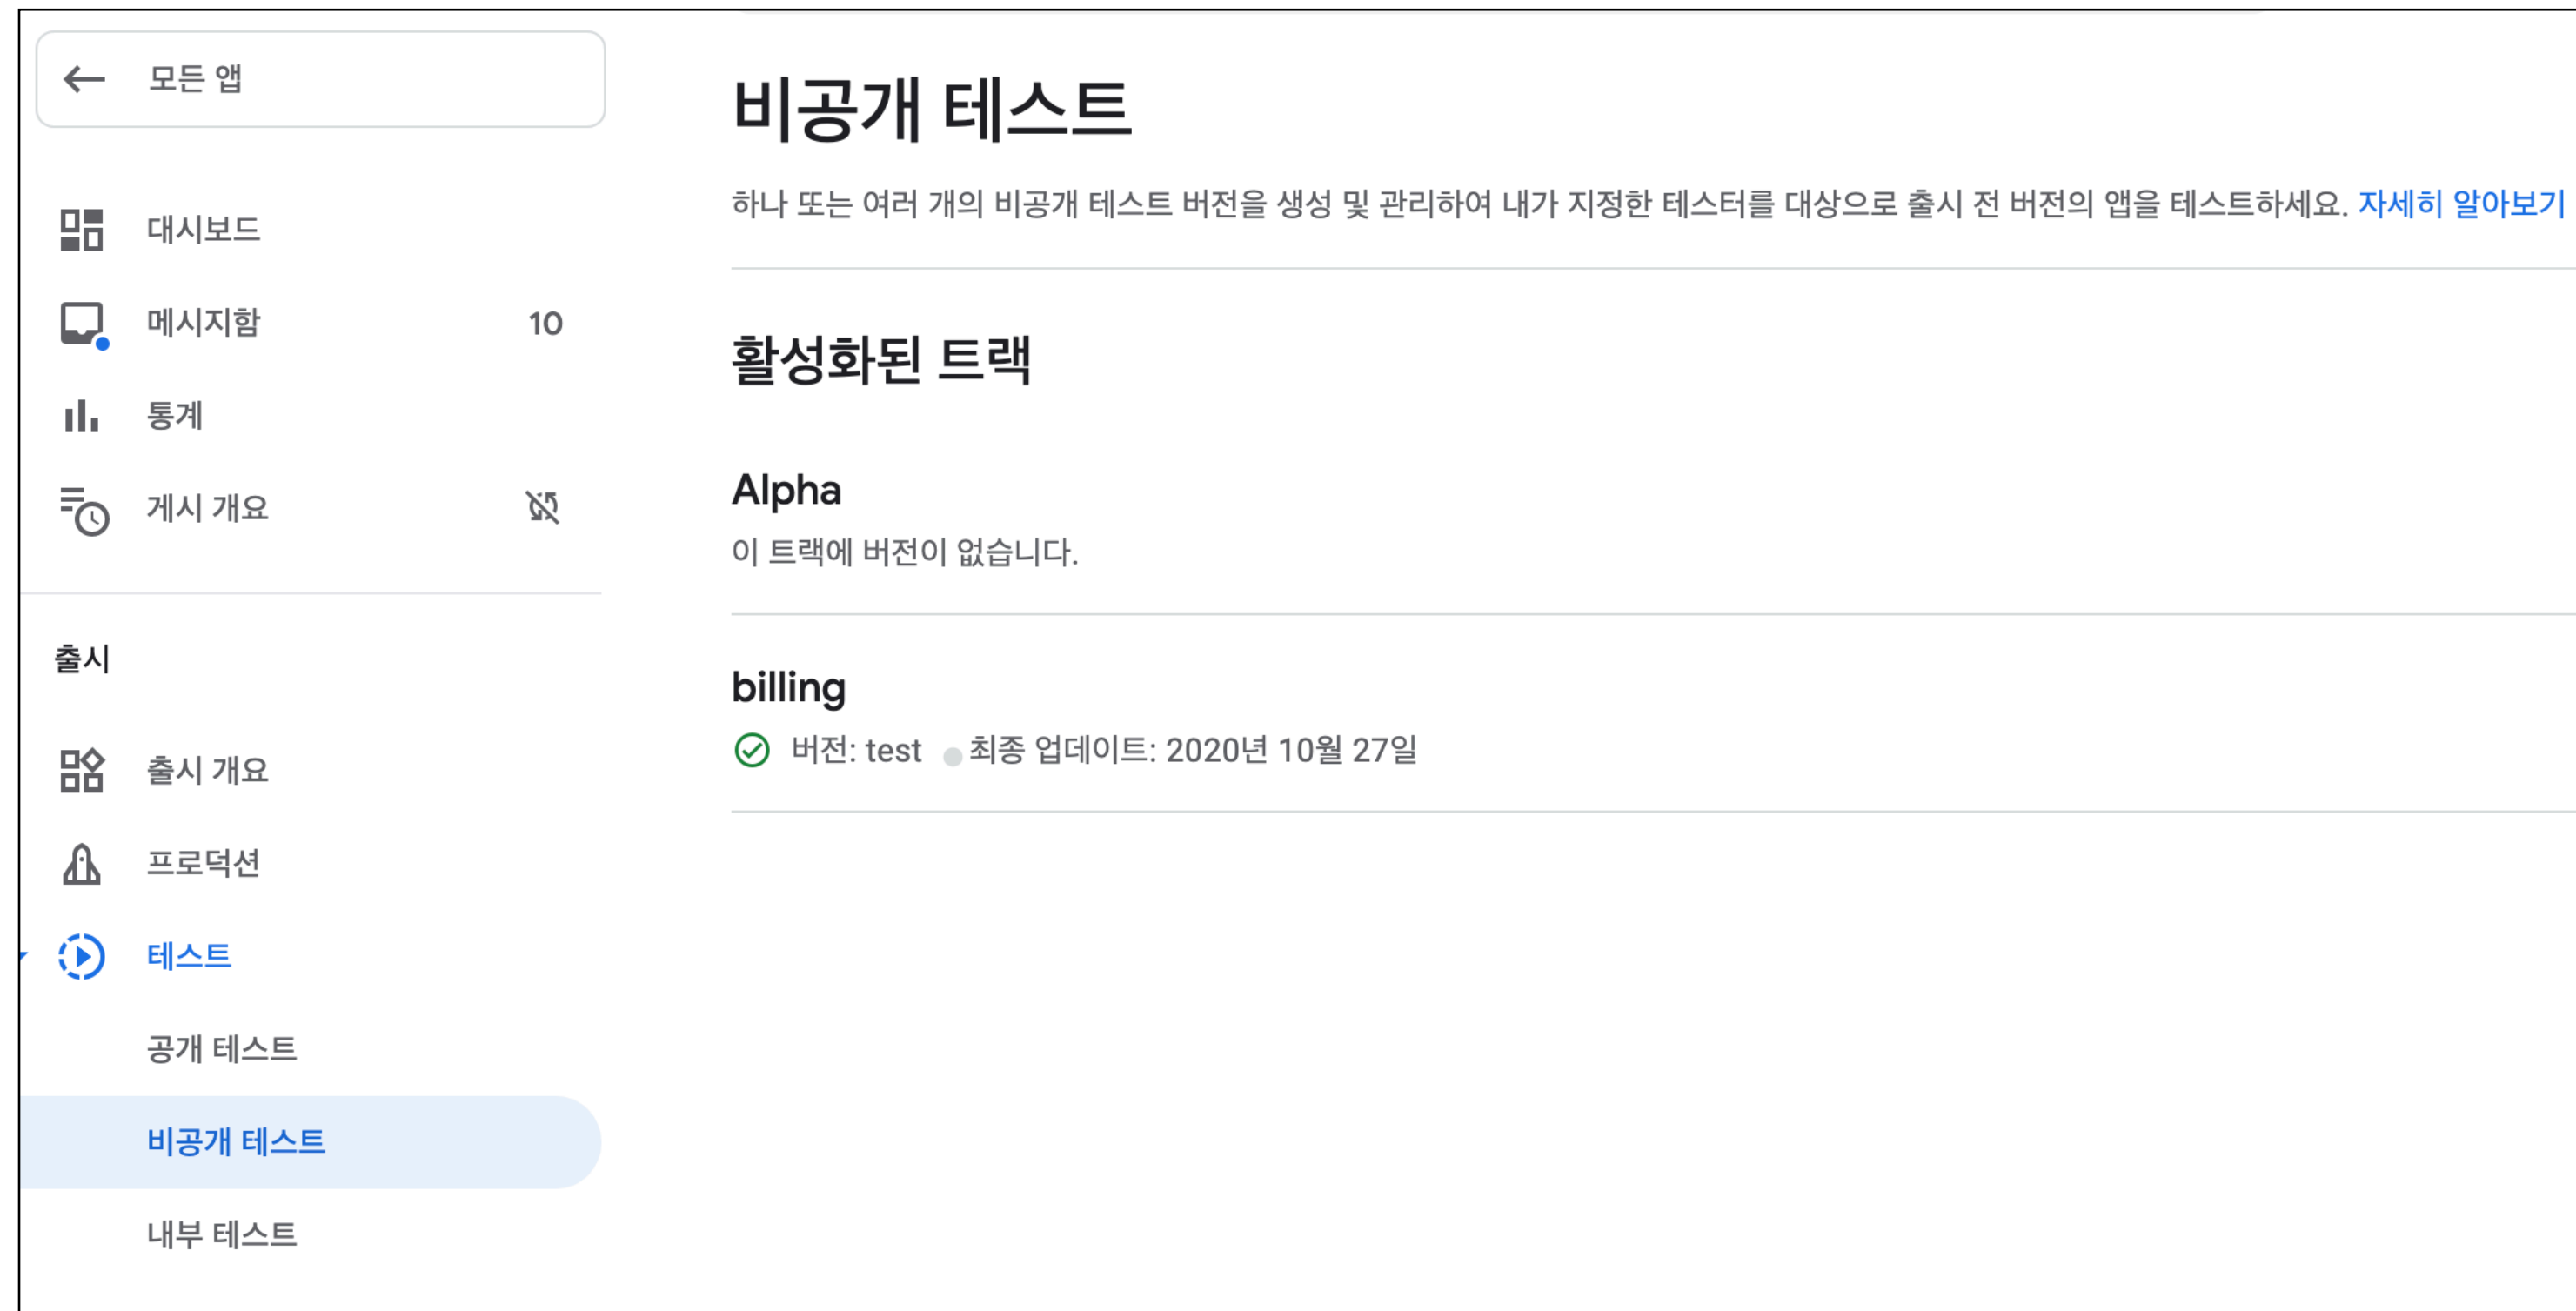 모든 앱
대시보드
메시지함 10
통계
게시 개요
출시
출시 개요
프로덕션
테스트
공개 테스트
비공개 테스트
내부 테스트
비공개 테스트
하나 또는 여러 개의 비공개 테스트 버전을 생성 및 관리하여 내가 지정한 테스터를 대상으로 출시 전 버전의 앱을 테스트하세요. 자세히 알아보기
활성화된 트랙
Alpha
이 트랙에 버전이 없습니다.
billing
버전: test 최종 업데이트: 2020년 10월 27일